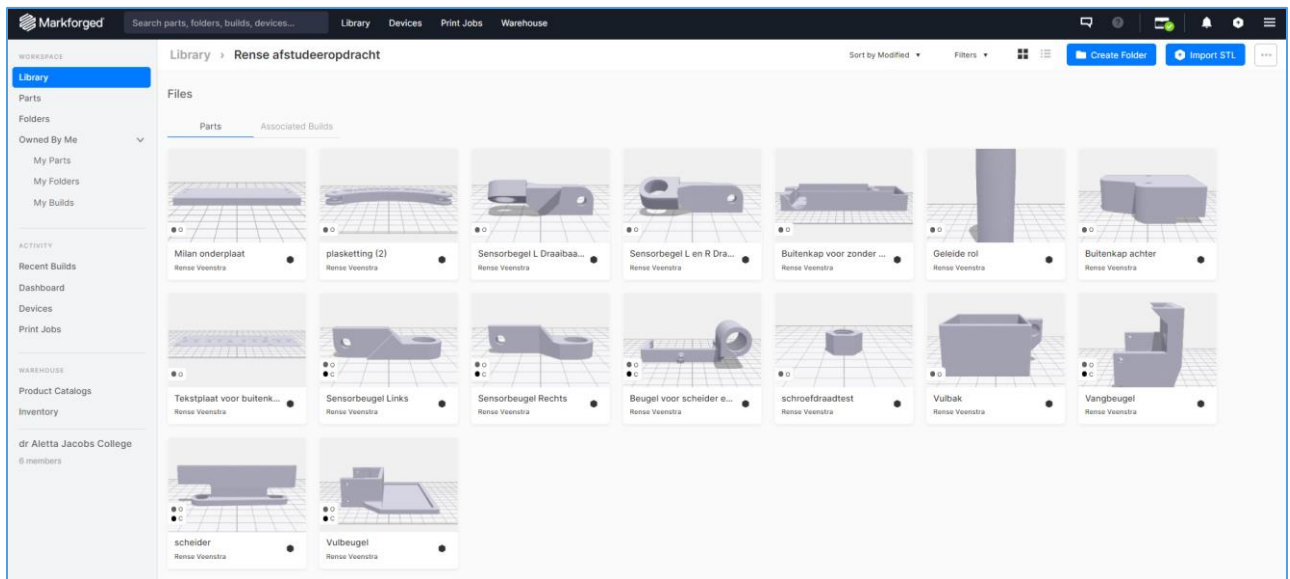 Markforged
Search parts, folders, builds, devices...
Library
Devices
Print Jobs
Warehouse
WORKSPACE
Library
Parts
Folders
Owned By Me
My Parts
My Folders
My Builds
ACTIVITY
Recent Builds
Dashboard
Devices
Print Jobs
WAREHOUSE
Product Catalogs
Inventory
dr Aletta Jacobs College
6 members
Library › Rense afstudeeropdracht
Sort by Modified
Filters
Create Folder
Import STL
Files
Parts
Associated Builds
O
Milan onderplaat
Rense Veenstra
O
plasketting (2)
Rense Veenstra
O
Sensorbegel L Draaibaa...
Rense Veenstra
O
Sensorbegel L en R Dra...
Rense Veenstra
O
Buitenkap voor zonder ...
Rense Veenstra
O
Geleide rol
Rense Veenstra
O
Buitenkap achter
Rense Veenstra
O
Tekstplaat voor buitenk...
Rense Veenstra
O
C
Sensorbeugel Links
Rense Veenstra
O
C
Sensorbeugel Rechts
Rense Veenstra
O
C
Beugel voor scheider e...
Rense Veenstra
O
schroefdraadtest
Rense Veenstra
O
Vulbak
Rense Veenstra
O
C
Vangbeugel
Rense Veenstra
O
C
scheider
Rense Veenstra
O
C
Vulbeugel
Rense Veenstra